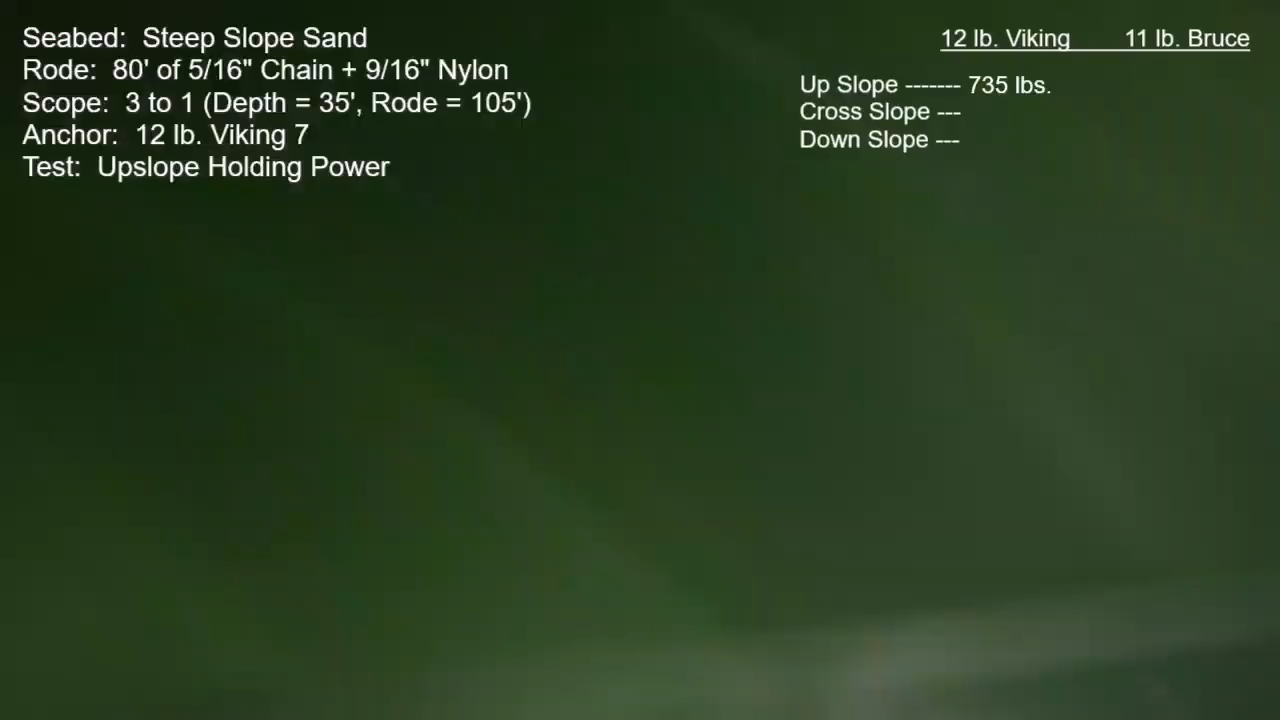 Seabed:  Steep Slope Sand
Rode:  80' of 5/16" Chain + 9/16" Nylon
Scope:  3 to 1 (Depth = 35', Rode = 105')
Anchor:  12 lb. Viking 7
Test:  Upslope Holding Power
12 lb. Viking 11 lb. Bruce
Up Slope ------- 735 lbs.
Cross Slope ---
Down Slope ---